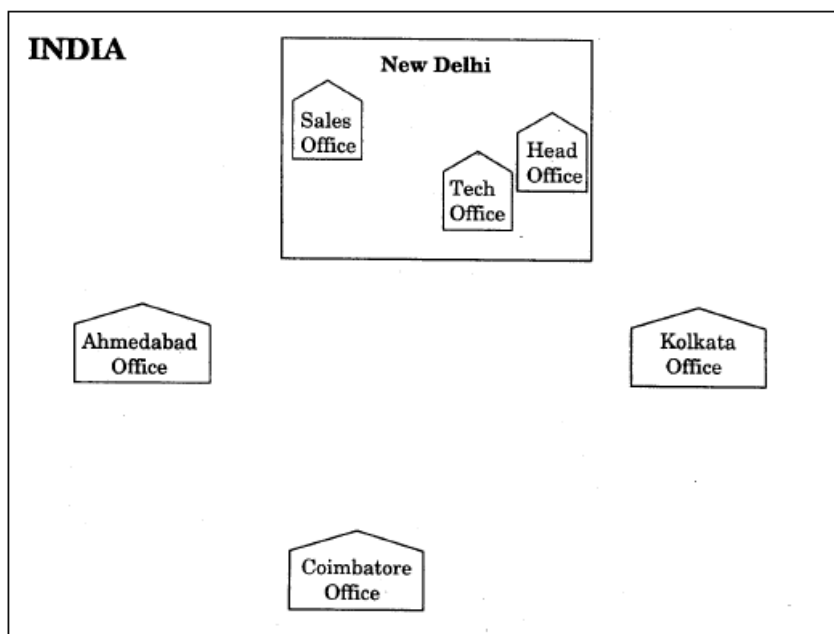 INDIA
New Delhi
Sales
Office
Head
Office
Tech
Office
Ahmedabad
Office
Kolkata
Office
Coimbatore
Office